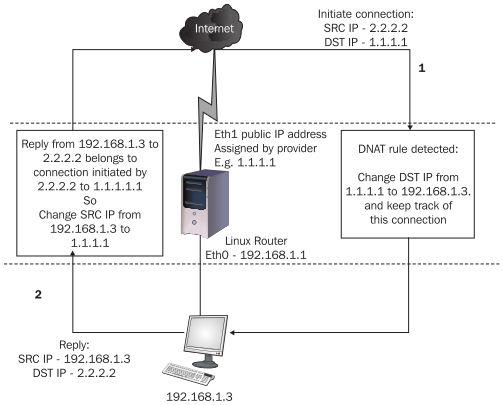 Internet
Initiate connection:
SRC IP - 2.2.2.2
DST IP - 1.1.1.1
1
Reply from 192.168.1.3 to
2.2.2.2 belongs to
connection initiated by
2.2.2.2 to 1.1.1.1.1
So
Change SRC IP from
192.168.1.3 to
1.1.1.1
Eth1 public IP address
Assigned by provider
E.g. 1.1.1.1
DNAT rule detected:
Change DST IP from
1.1.1.1 to 192.168.1.3.
and keep track of
this connection
Linux Router
Eth0 - 192.168.1.1
2
Reply:
SRC IP - 192.168.1.3
DST IP - 2.2.2.2
192.168.1.3